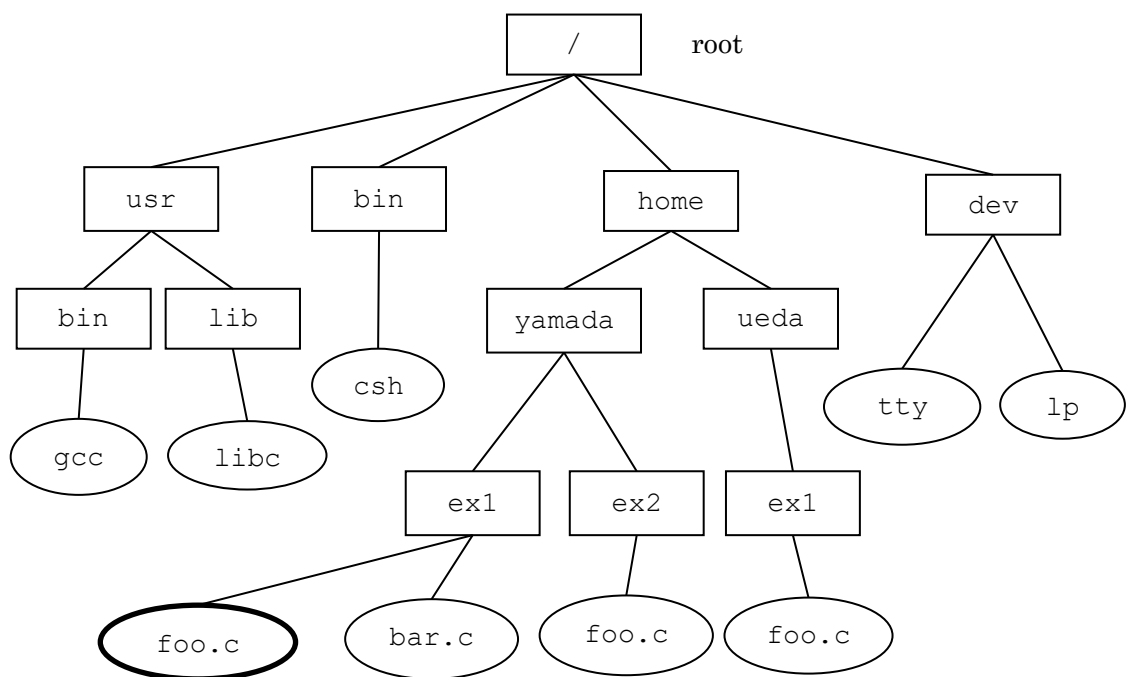 / root
usr bin home dev
bin lib yamada ueda
csh tty lp
gcc libc
ex1 ex2 ex1
foo.c bar.c foo.c foo.c